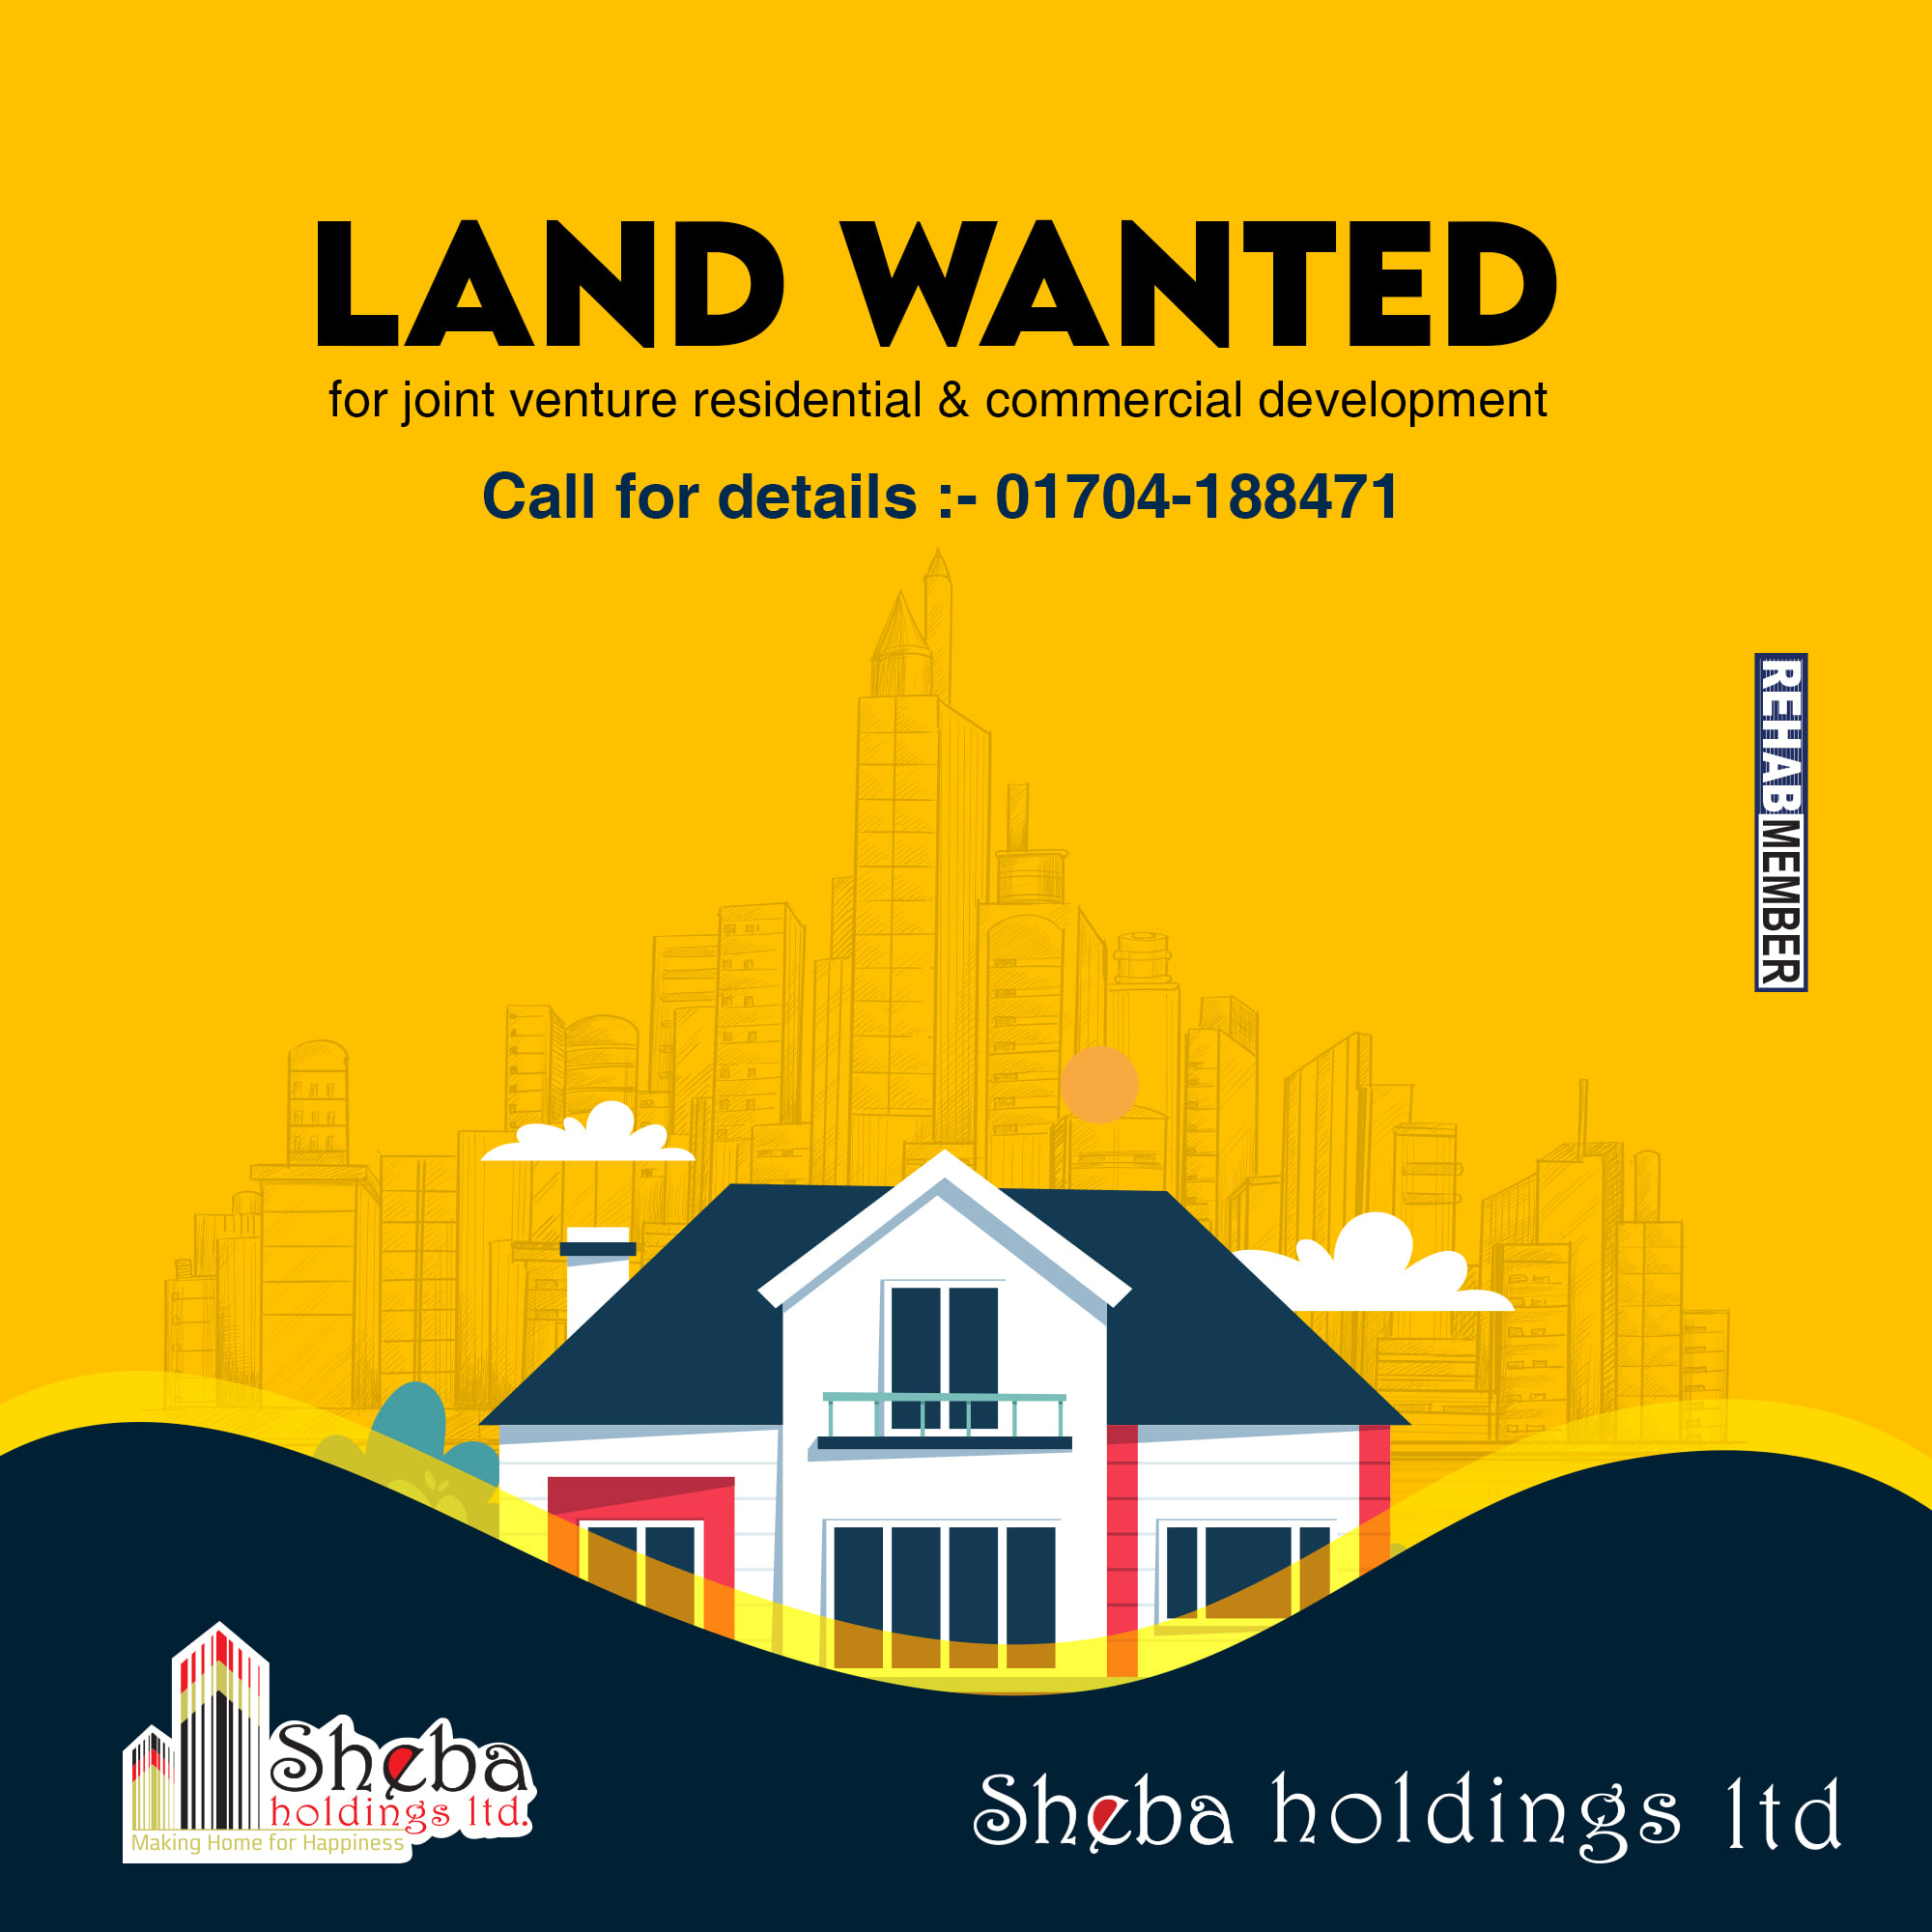 LAND WANTED
for joint venture residential & commercial development
Call for details :- 01704-188471
REHAB MEMBER
Sheba
holdings ltd.
Making Home for Happiness
Sheba holdings ltd